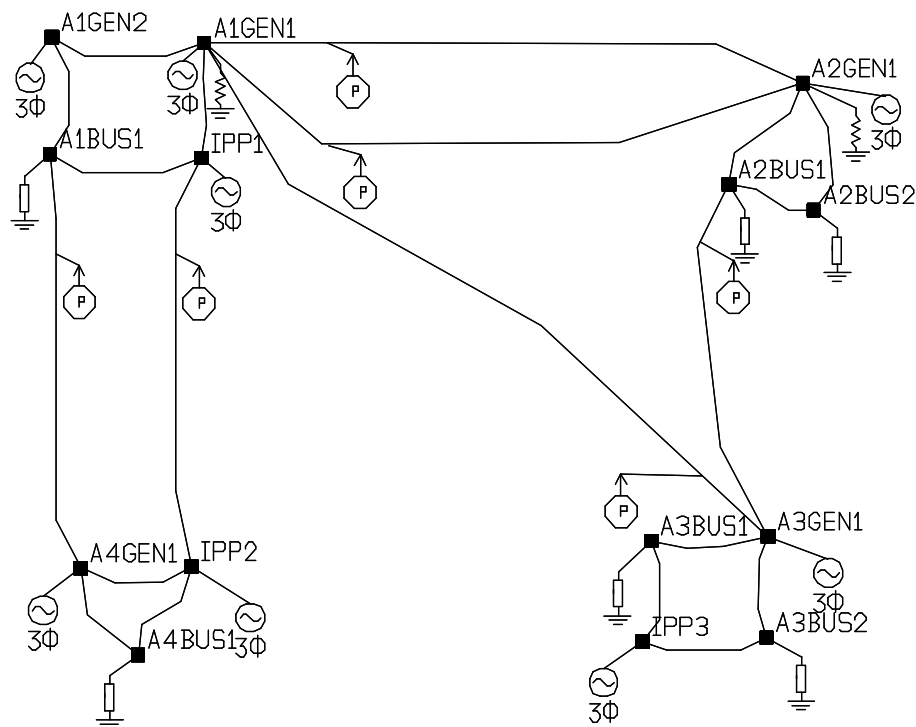 A1GEN2
A1GEN1
3Φ
3Φ
P
A2GEN1
3Φ
A1BUS1
IPP1
3Φ
P
A2BUS1
A2BUS2
P
P
P
P
A3BUS1
A3GEN1
3Φ
A4GEN1
IPP2
3Φ
3Φ
A4BUS1
IPP3
A3BUS2
3Φ